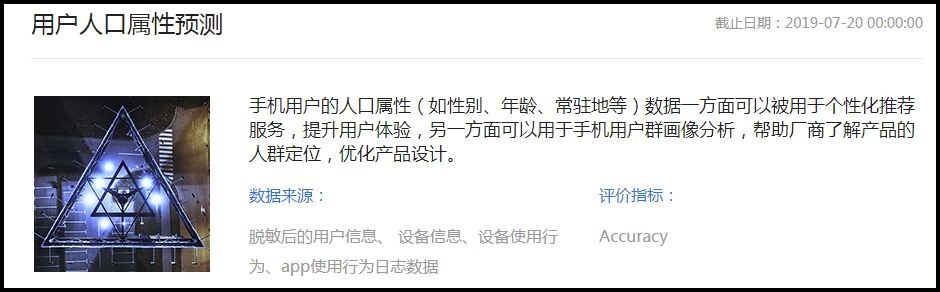 用户人口属性预测
截止日期：2019-07-20 00:00:00
手机用户的人口属性（如性别、年龄、常驻地等）数据一方面可以被用于个性化推荐
服务，提升用户体验，另一方面可以用于手机用户群画像分析，帮助厂商了解产品的
人群定位，优化产品设计。
数据来源：
脱敏后的用户信息、 设备信息、设备使用行
为、app使用行为日志数据
评价指标：
Accuracy